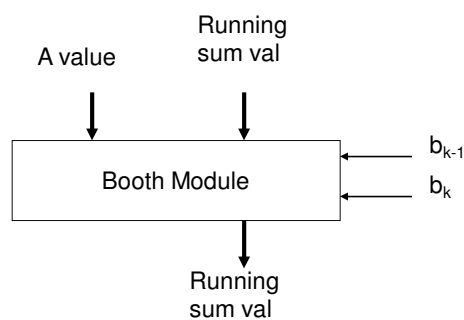 Running
sum val
A value
b_{k-1}
Booth Module
b_k
Running
sum val